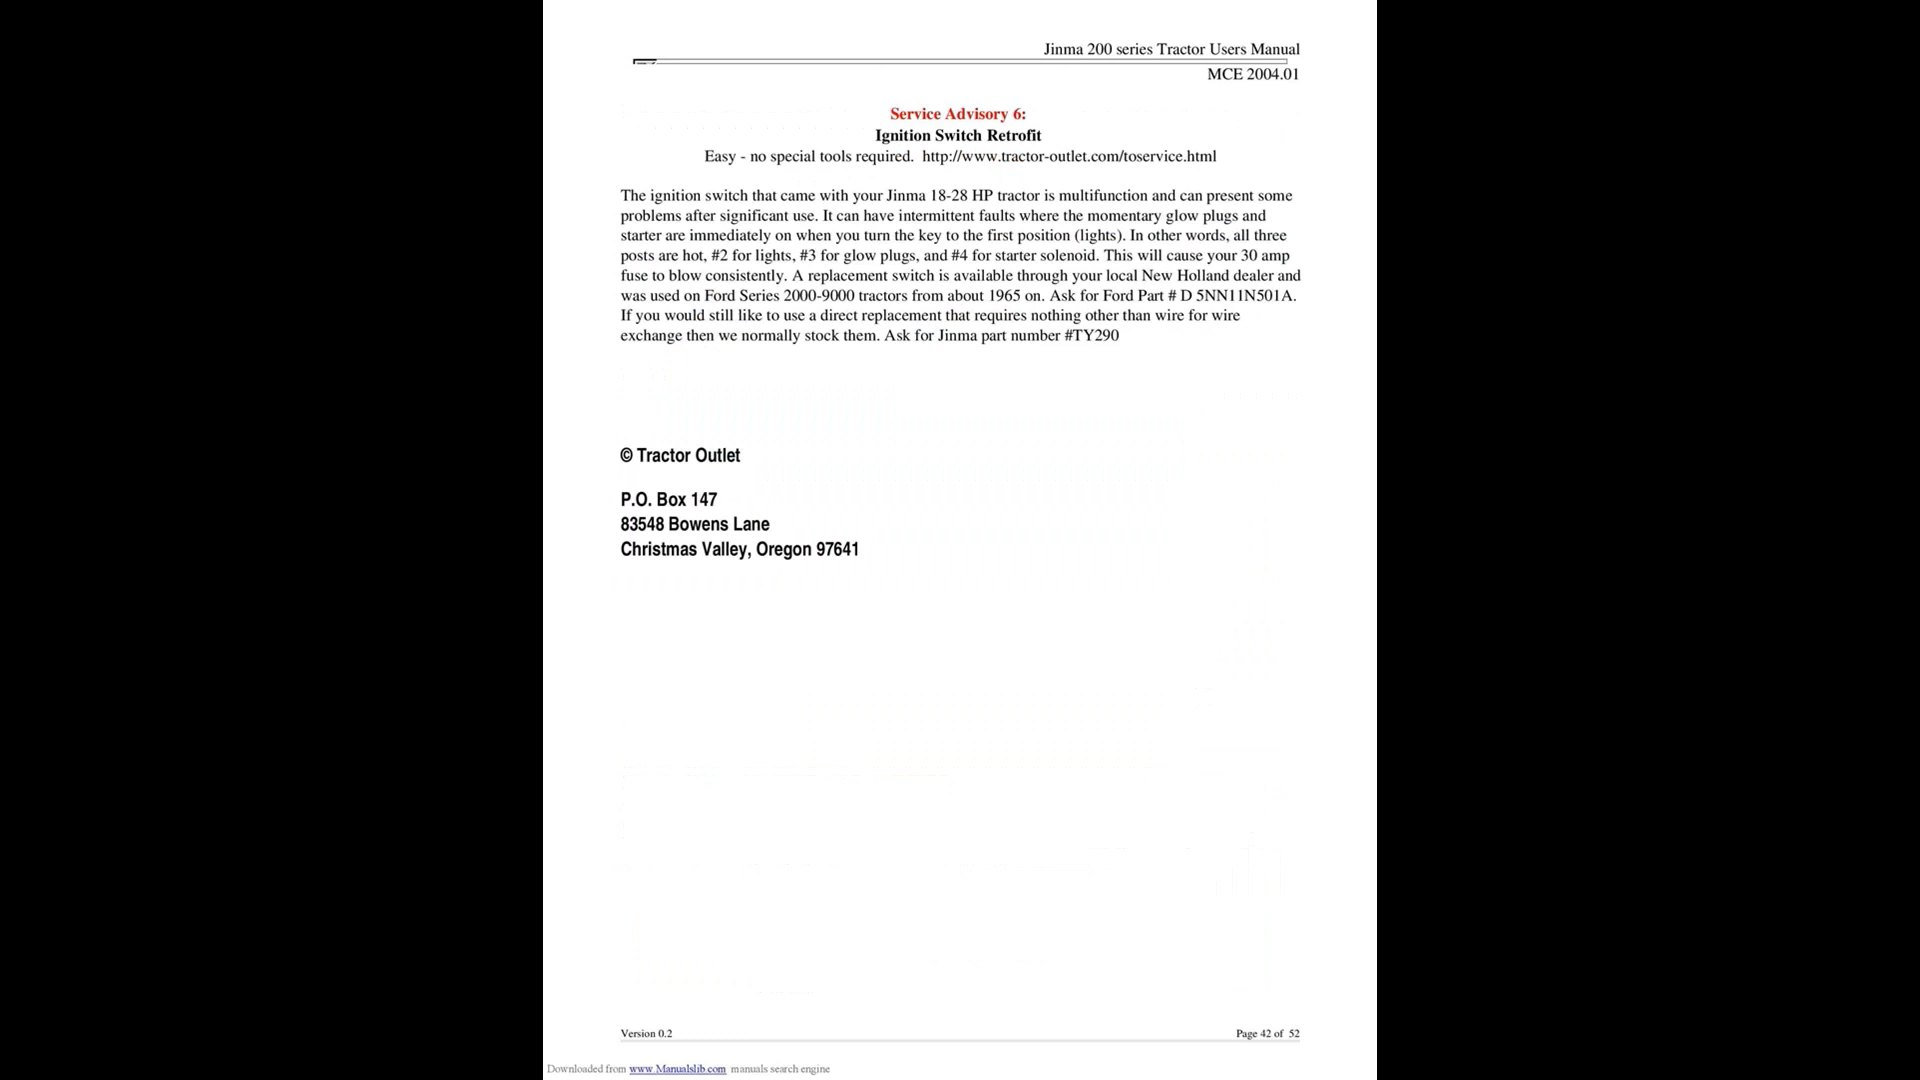 Jinma 200 series Tractor Users Manual
MCE 2004.01
Service Advisory 6:
Ignition Switch Retrofit
Easy - no special tools required.  http://www.tractor-outlet.com/toservice.html
The ignition switch that came with your Jinma 18-28 HP tractor is multifunction and can present some
problems after significant use. It can have intermittent faults where the momentary glow plugs and
starter are immediately on when you turn the key to the first position (lights). In other words, all three
posts are hot, #2 for lights, #3 for glow plugs, and #4 for starter solenoid. This will cause your 30 amp
fuse to blow consistently. A replacement switch is available through your local New Holland dealer and
was used on Ford Series 2000-9000 tractors from about 1965 on. Ask for Ford Part # D 5NN11N501A.
If you would still like to use a direct replacement that requires nothing other than wire for wire
exchange then we normally stock them. Ask for Jinma part number #TY290
© Tractor Outlet
P.O. Box 147
83548 Bowens Lane
Christmas Valley, Oregon 97641
Version 0.2
Page 42 of 52
Downloaded from www.Manualslib.com manuals search engine